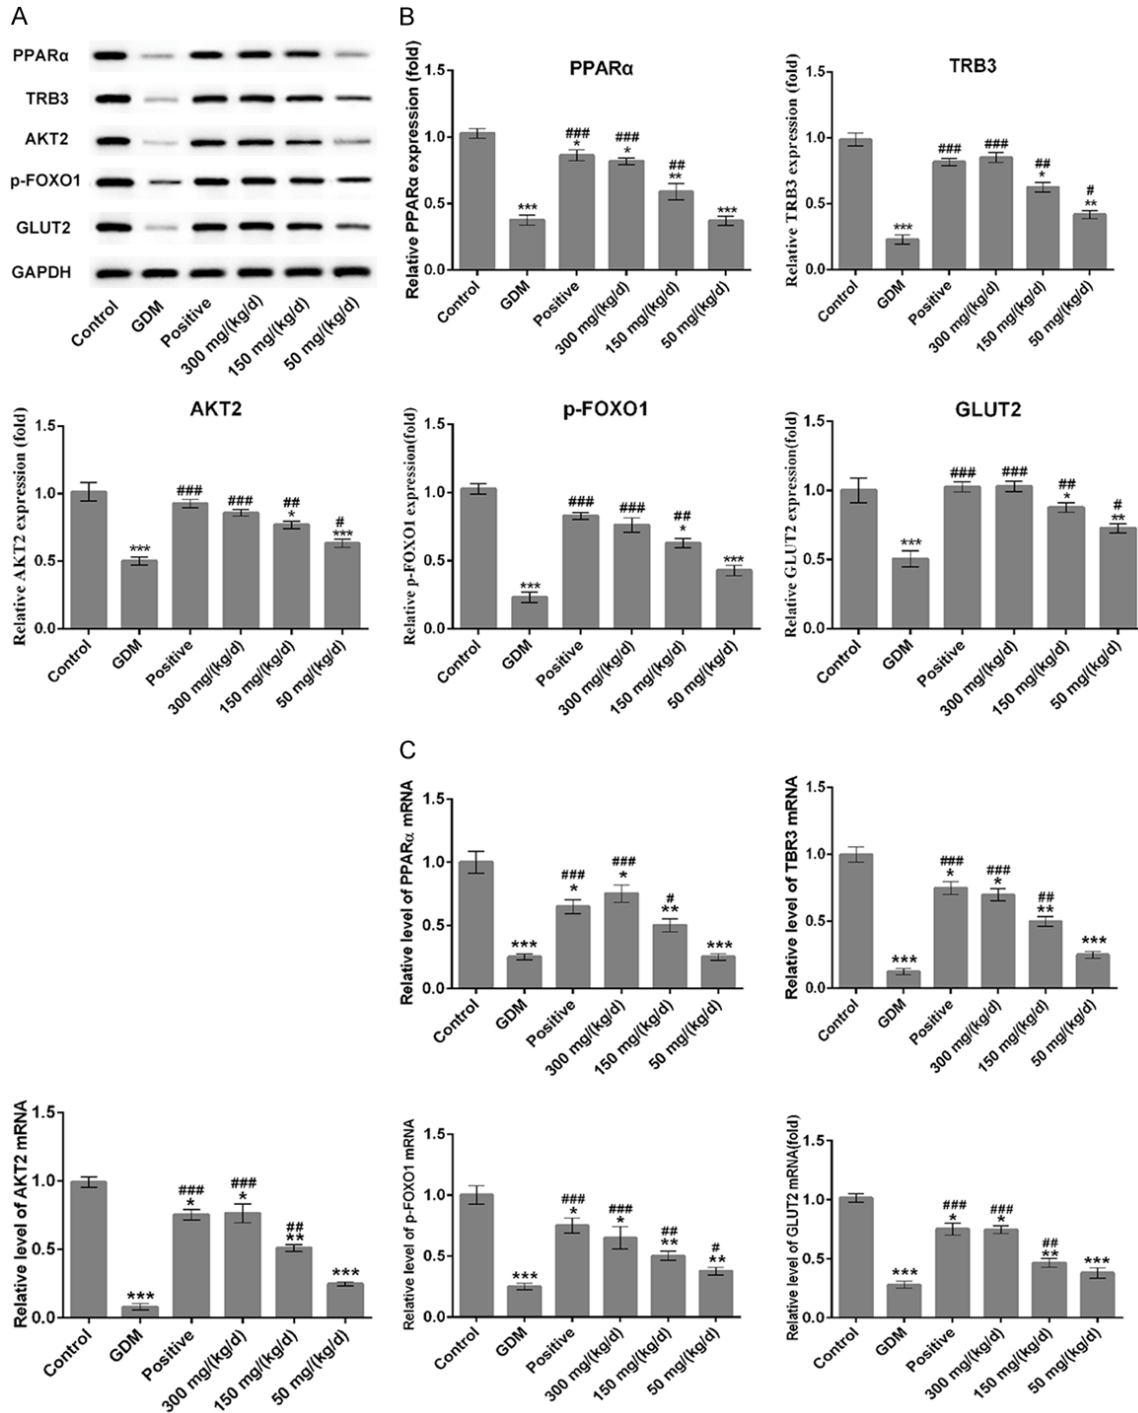 A
PPARα
TRB3
AKT2
p-FOXO1
GLUT2
GAPDH
Control
GDM
Positive
300 mg/(kg/d)
150 mg/(kg/d)
50 mg/(kg/d)
B
PPARα
Relative PPARα expression (fold)
1.5
1.0
0.5
0.0
***
###
*
###
*
##
**
***
Control
GDM
Positive
300 mg/(kg/d)
150 mg/(kg/d)
50 mg/(kg/d)
TRB3
Relative TRB3 expression (fold)
1.5
1.0
0.5
0.0
***
###
###
##
*
#
**
Control
GDM
Positive
300 mg/(kg/d)
150 mg/(kg/d)
50 mg/(kg/d)
AKT2
Relative AKT2 expression (fold)
1.5
1.0
0.5
0.0
***
###
###
##
*
#
***
Control
GDM
Positive
300 mg/(kg/d)
150 mg/(kg/d)
50 mg/(kg/d)
p-FOXO1
Relative p-FOXO1 expression(fold)
1.5
1.0
0.5
0.0
***
###
###
##
*
***
Control
GDM
Positive
300 mg/(kg/d)
150 mg/(kg/d)
50 mg/(kg/d)
GLUT2
Relative GLUT2 expression(fold)
1.5
1.0
0.5
0.0
***
###
###
##
*
#
**
Control
GDM
Positive
300 mg/(kg/d)
150 mg/(kg/d)
50 mg/(kg/d)
C
Relative level of PPARα mRNA
1.5
1.0
0.5
0.0
***
###
*
###
*
#
**
***
Control
GDM
Positive
300 mg/(kg/d)
150 mg/(kg/d)
50 mg/(kg/d)
Relative level of TBR3 mRNA
1.5
1.0
0.5
0.0
***
###
*
###
*
##
**
***
Control
GDM
Positive
300 mg/(kg/d)
150 mg/(kg/d)
50 mg/(kg/d)
Relative level of AKT2 mRNA
1.5
1.0
0.5
0.0
***
###
*
###
*
##
**
***
Control
GDM
Positive
300 mg/(kg/d)
150 mg/(kg/d)
50 mg/(kg/d)
Relative level of p-FOXO1 mRNA
1.5
1.0
0.5
0.0
***
###
*
###
*
##
**
#
**
Control
GDM
Positive
300 mg/(kg/d)
150 mg/(kg/d)
50 mg/(kg/d)
Relative level of GLUT2 mRNA(fold)
1.5
1.0
0.5
0.0
***
###
*
###
*
##
**
***
Control
GDM
Positive
300 mg/(kg/d)
150 mg/(kg/d)
50 mg/(kg/d)